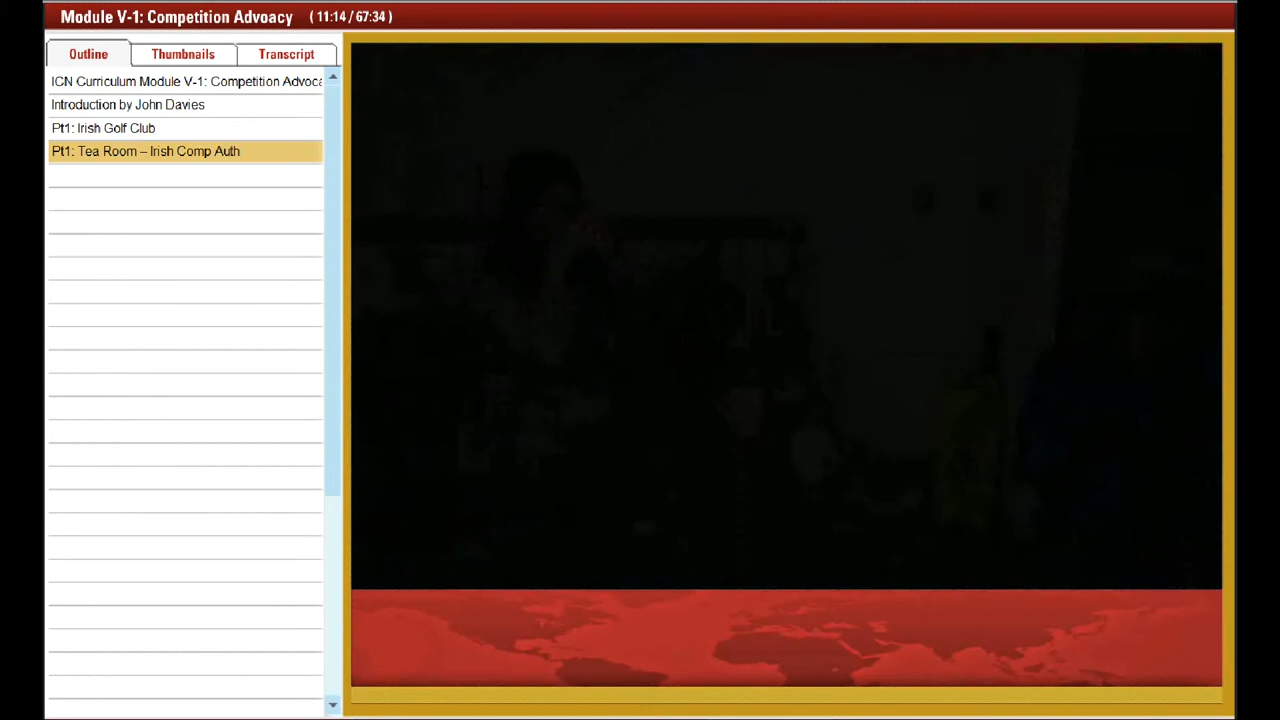 Module V-1: Competition Advoacy ( 11:14 / 67:34 )
Outline Thumbnails Transcript
ICN Curriculum Module V-1: Competition Advoca
Introduction by John Davies
Pt1: Irish Golf Club
Pt1: Tea Room – Irish Comp Auth